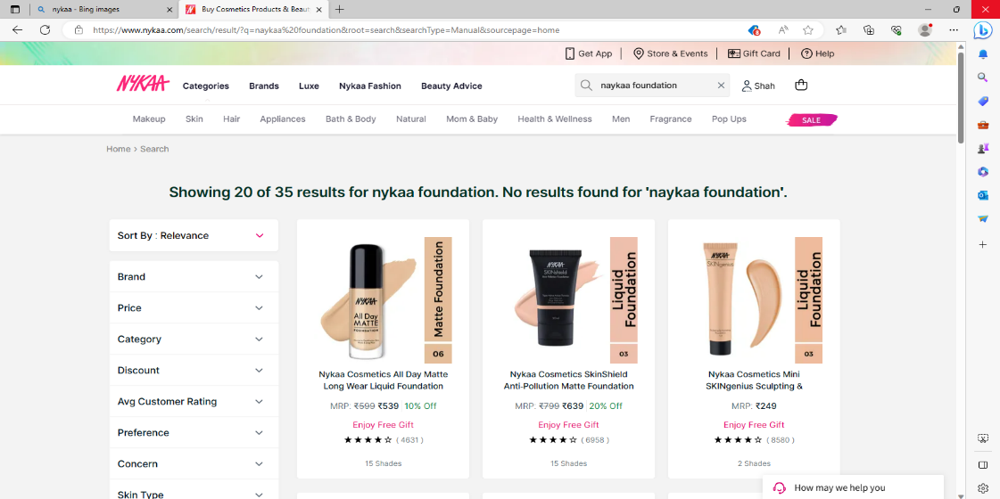 nykaa - Bing images
Buy Cosmetics Products & Beaut
https://www.nykaa.com/search/result/?q=naykaa%20foundation&root=search&searchType=Manual&sourcepage=home
Get App
Store & Events
Gift Card
Help
NYKAA
Categories
Brands
Luxe
Nykaa Fashion
Beauty Advice
naykaa foundation
Shah
Makeup
Skin
Hair
Appliances
Bath & Body
Natural
Mom & Baby
Health & Wellness
Men
Fragrance
Pop Ups
SALE
Home > Search
Showing 20 of 35 results for nykaa foundation. No results found for 'naykaa foundation'.
Sort By : Relevance
Brand
Price
Category
Discount
Avg Customer Rating
Preference
Concern
Skin Type
NYKAA
All Day
MATTE
FOUNDATION
Matte Foundation
06
Nykaa Cosmetics All Day Matte
Long Wear Liquid Foundation
MRP: ₹599 ₹539 10% Off
Enjoy Free Gift
★★★★☆ ( 4631 )
15 Shades
NYKAA
SKINshield
Liquid
Foundation
03
Nykaa Cosmetics SkinShield
Anti-Pollution Matte Foundation
MRP: ₹799 ₹639 20% Off
Enjoy Free Gift
★★★★☆ ( 6958 )
15 Shades
NYKAA
SKINgenius
Liquid
Foundation
03
Nykaa Cosmetics Mini
SKINgenius Sculpting &
MRP: ₹249
Enjoy Free Gift
★★★★☆ ( 8580 )
2 Shades
How may we help you